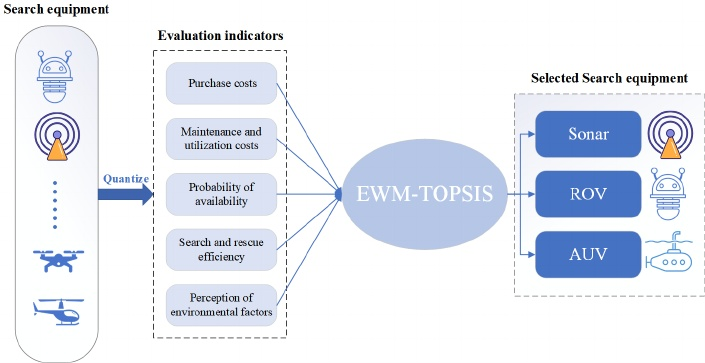 Search equipment
Evaluation indicators
Purchase costs
Maintenance and
utilization costs
Quantize
Probability of
availability
Search and rescue
efficiency
Perception of
environmental factors
EWM-TOPSIS
Selected Search equipment
Sonar
ROV
AUV